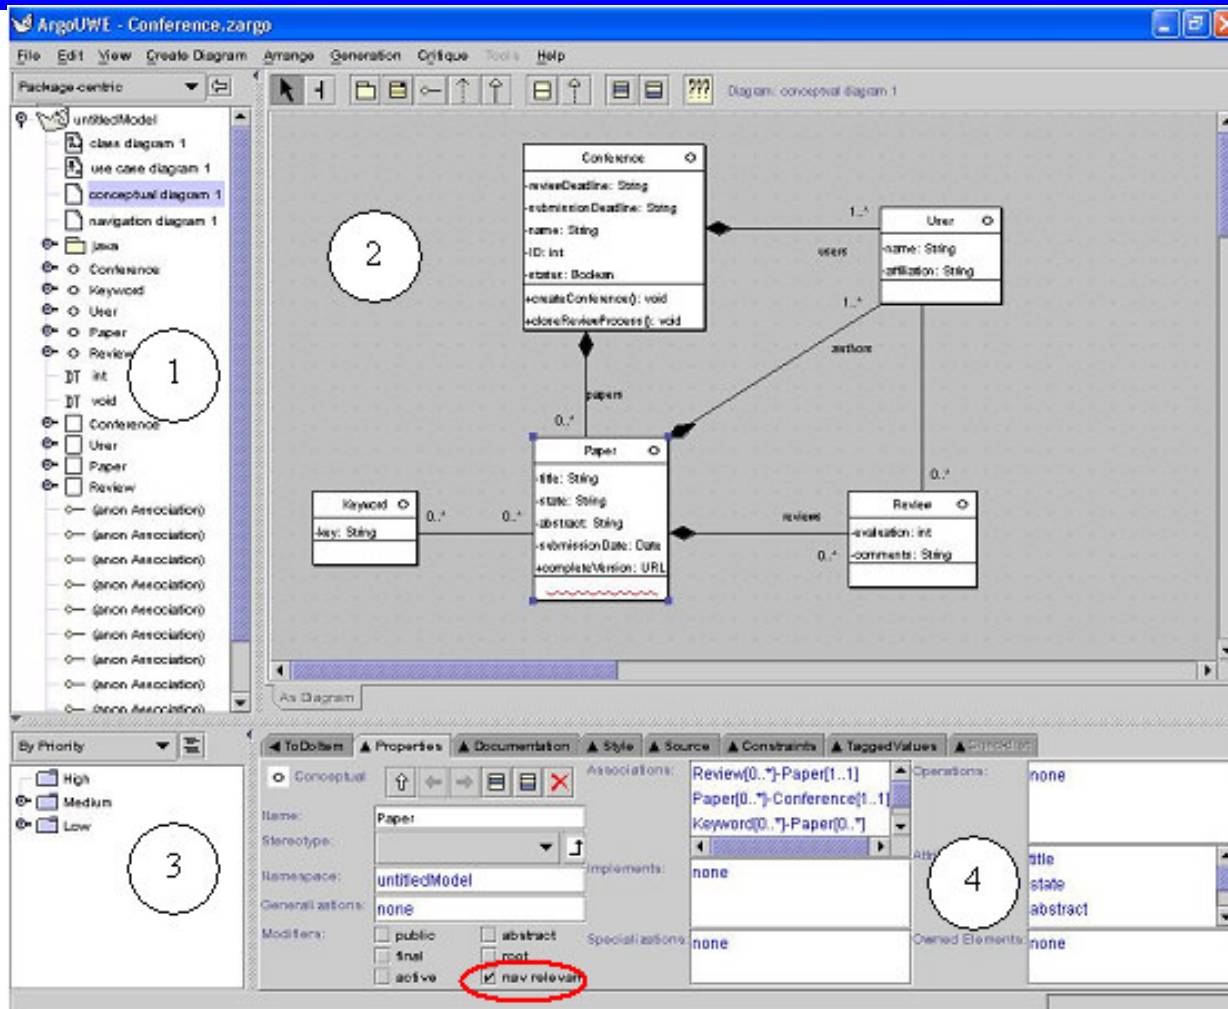 ArgoUWE - Conference.zargo
File Edit View Create Diagram Arrange Generation Critique Tools Help
Package-centric
Diagram: conceptual diagram 1
untitledModel
class diagram 1
use case diagram 1
conceptual diagram 1
navigation diagram 1
java
Conference
Keyword
User
Paper
Review
DT int
DT void
Conference
User
Paper
Review
(anon Association)
(anon Association)
(anon Association)
(anon Association)
(anon Association)
(anon Association)
(anon Association)
(anon Association)
(anon Association)
1
2
Conference
-reviewDeadline: String
-submissionDeadline: String
-name: String
-ID: int
-status: Boolean
+createConference(): void
+closeReviewProcess(): void
1..*
users
User
-name: String
-affiliation: String
1..*
authors
papers
0..*
Paper
-title: String
-state: String
-abstract: String
-submissionDate: Date
+completeVersion: URL
Keyword
-key: String
0..*
0..*
reviews
0..*
0..*
Review
-evaluation: int
-comments: String
As Diagram
By Priority
High
Medium
Low
3
ToDoItem Properties Documentation Style Source Constraints TaggedValues Checklist
Conceptual
Name: Paper
Stereotype:
Namespace: untitledModel
Generalizations: none
Modifiers: public abstract
final root
active nav relevan
Associations: Review[0..*]-Paper[1..1]
Paper[0..*]-Conference[1..1]
Keyword[0..*]-Paper[0..*]
Implements: none
Specializations: none
Operations: none
4
title
state
abstract
Owned Elements: none